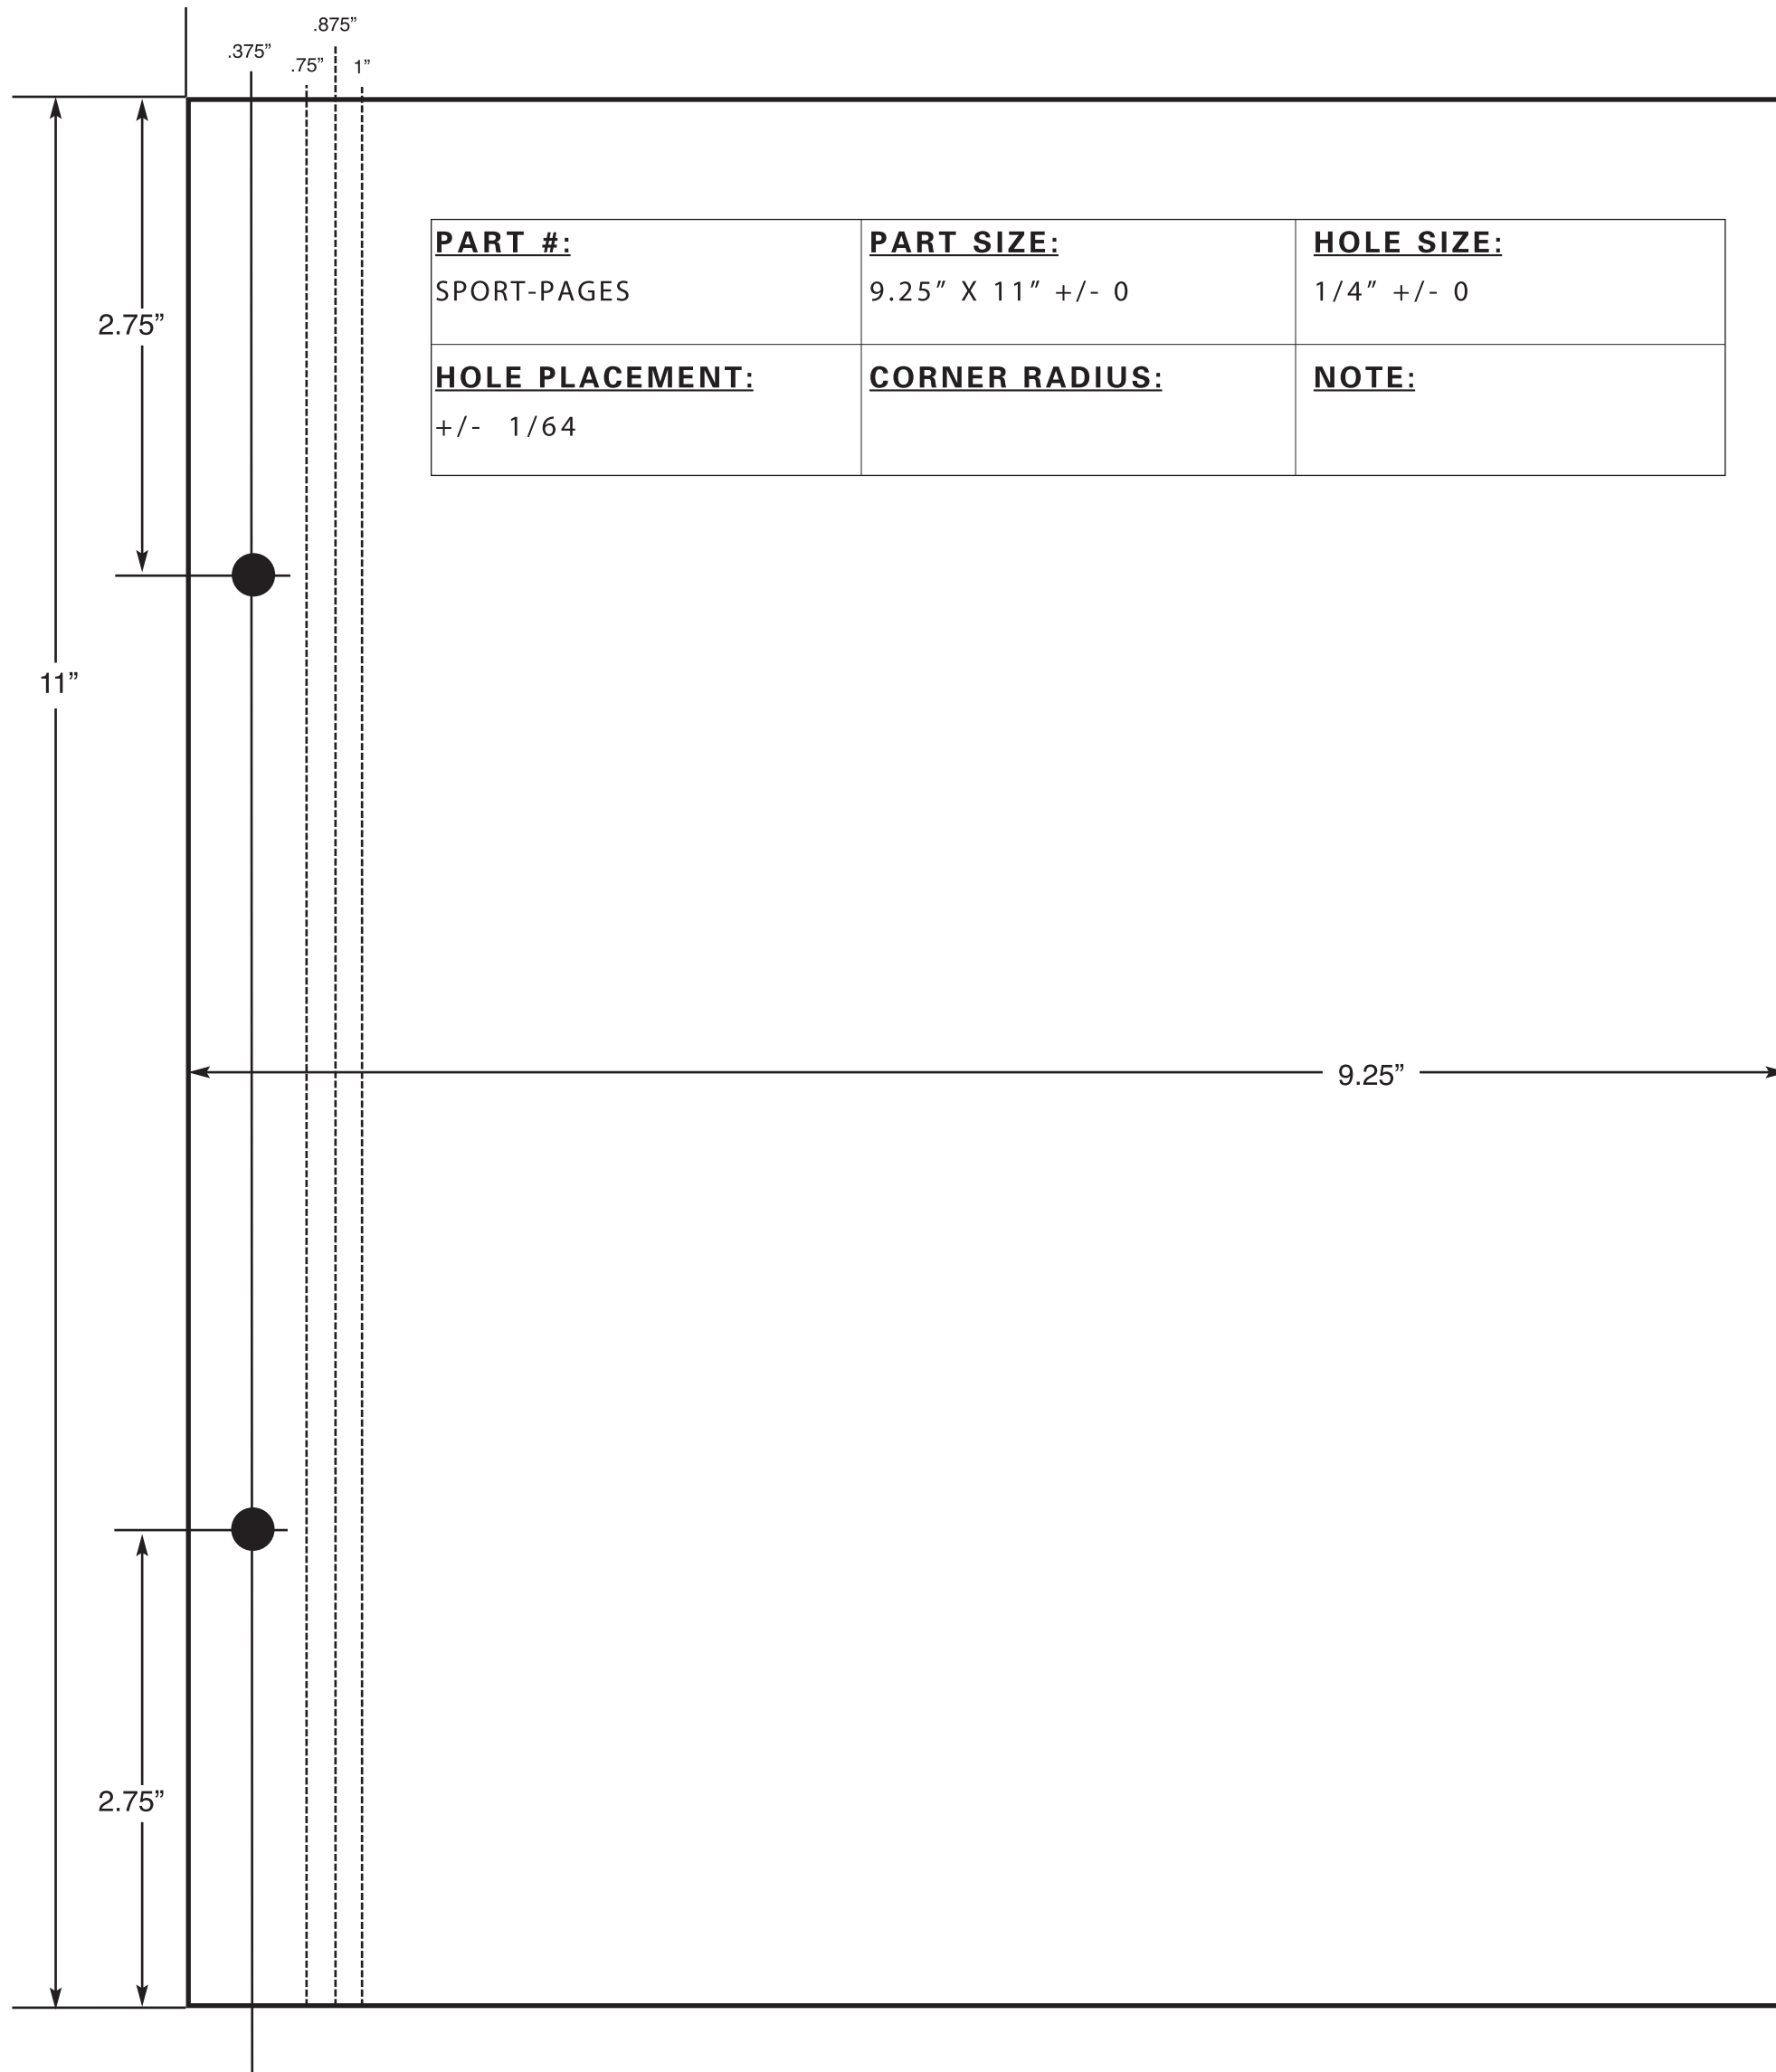 .875”
.375”
.75”
1”
PART #:
SPORT-PAGES
PART SIZE:
9.25” X 11” +/- 0
HOLE SIZE:
1/4” +/- 0
HOLE PLACEMENT:
+/- 1/64
CORNER RADIUS:
NOTE:
2.75”
11”
9.25”
2.75”